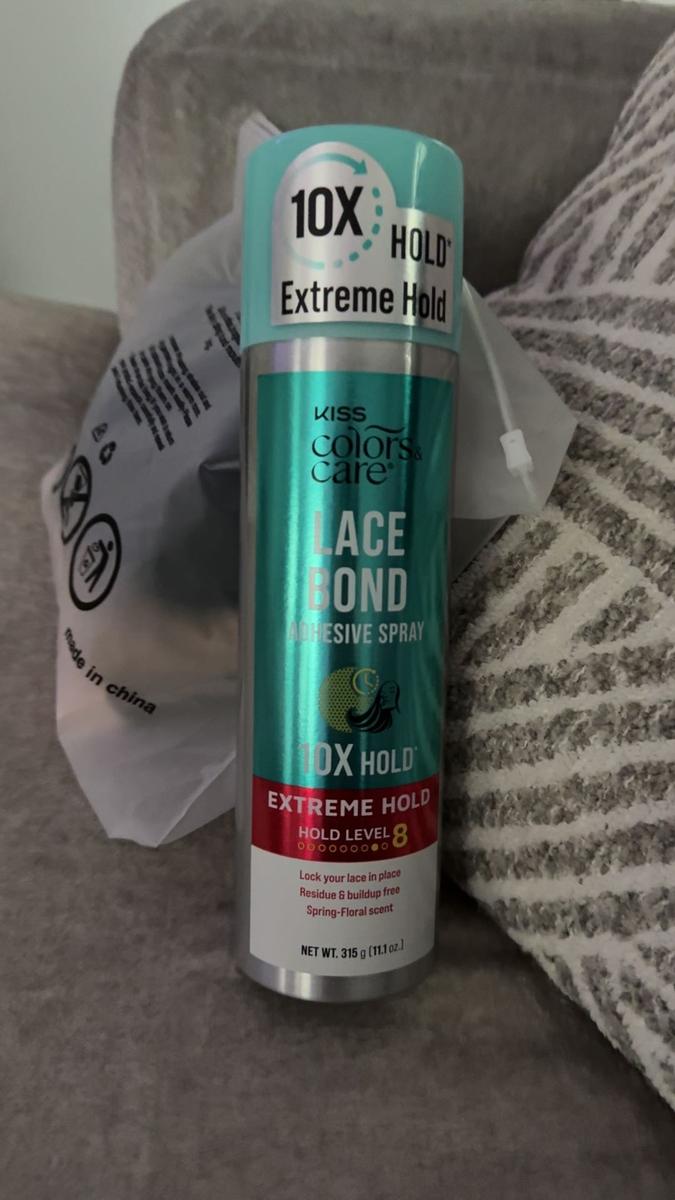 10X
HOLD*
Extreme Hold
KISS
colors &
care®
LACE
BOND
ADHESIVE SPRAY
10X HOLD*
EXTREME HOLD
HOLD LEVEL 8
Lock your lace in place
Residue & buildup free
Spring-Floral scent
NET WT. 315 g (11.1 oz.)
made in china